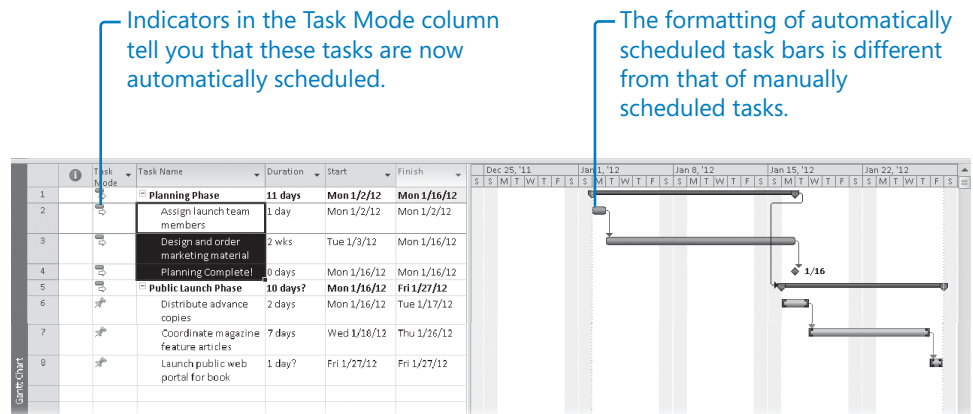 Indicators in the Task Mode column
tell you that these tasks are now
automatically scheduled.
The formatting of automatically
scheduled task bars is different
from that of manually
scheduled tasks.
Task Mode Task Name Duration Start Finish
Dec 25, '11 Jan 1, '12 Jan 8, '12 Jan 15, '12 Jan 22, '12
S S M T W T F S S M T W T F S S M T W T F S S M T W T F S S M T W T F S
1 Planning Phase 11 days Mon 1/2/12 Mon 1/16/12
2 Assign launch team members 1 day Mon 1/2/12 Mon 1/2/12
3 Design and order marketing material 2 wks Tue 1/3/12 Mon 1/16/12
4 Planning Complete! 0 days Mon 1/16/12 Mon 1/16/12
1/16
5 Public Launch Phase 10 days? Mon 1/16/12 Fri 1/27/12
6 Distribute advance copies 2 days Mon 1/16/12 Tue 1/17/12
7 Coordinate magazine feature articles 7 days Wed 1/18/12 Thu 1/26/12
8 Launch public web portal for book 1 day? Fri 1/27/12 Fri 1/27/12
Gantt Chart